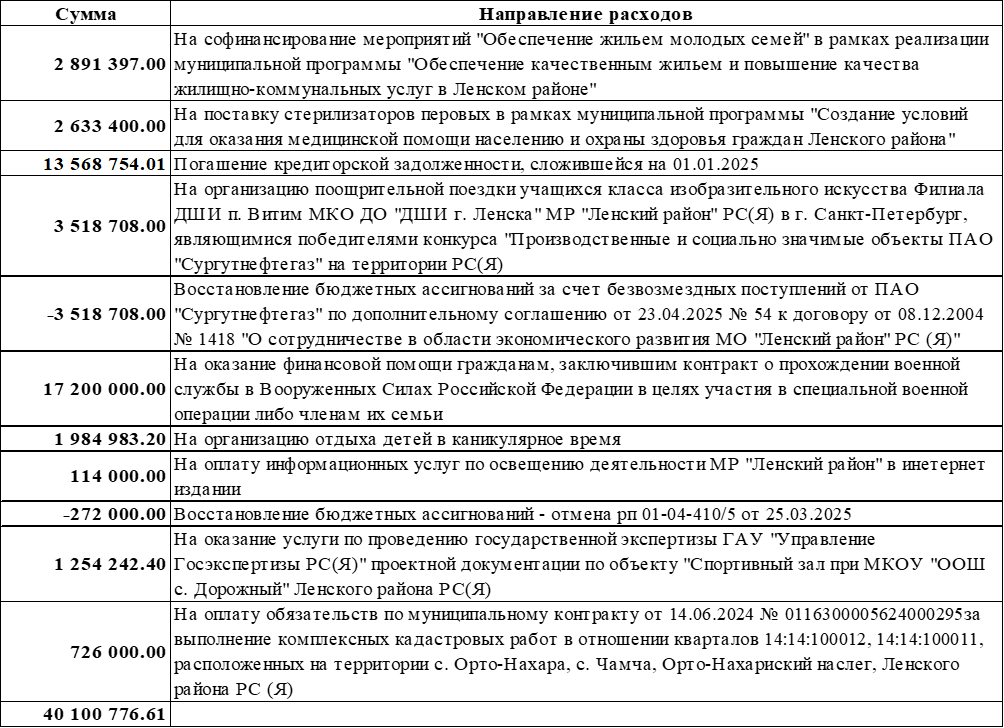 Сумма Направление расходов
На софинансирование мероприятий "Обеспечение жильем молодых семей" в рамках реализации
2 891 397.00 муниципальной программы "Обеспечение качественным жильем и повышение качества
жилищно-коммунальных услуг в Ленском районе"
На поставку стерилизаторов перовых в рамках муниципальной программы "Создание условий
2 633 400.00
для оказания медицинской помощи населению и охраны здоровья граждан Ленского района"
13 568 754.01 Погашение кредиторской задолженности, сложившейся на 01.01.2025
На организацию поощрительной поездки учащихся класса изобразительного искусства Филиала
ДШИ п. Витим МКО ДО "ДШИ г. Ленска" МР "Ленский район" РС(Я) в г. Санкт-Петербург,
3 518 708.00
являющимися победителями конкурса "Производственные и социально значимые объекты ПАО
"Сургутнефтегаз" на территории РС(Я)
Восстановление бюджетных ассигнований за счет безвозмездных поступлений от ПАО
-3 518 708.00 "Сургутнефтегаз" по дополнительному соглашению от 23.04.2025 № 54 к договору от 08.12.2004
№ 1418 "О сотрудничестве в области экономического развития МО "Ленский район" РС (Я)"
На оказание финансовой помощи гражданам, заключившим контракт о прохождении военной
17 200 000.00 службы в Вооруженных Силах Российской Федерации в целях участия в специальной военной
операции либо членам их семьи
1 984 983.20 На организацию отдыха детей в каникулярное время
На оплату информационных услуг по освещению деятельности МР "Ленский район" в инетернет
114 000.00
издании
-272 000.00 Восстановление бюджетных ассигнований - отмена рп 01-04-410/5 от 25.03.2025
На оказание услуги по проведению государственной экспертизы ГАУ "Управление
1 254 242.40 Госэкспертизы РС(Я)" проектной документации по объекту "Спортивный зал при МКОУ "ООШ
с. Дорожный" Ленского района РС(Я)
На оплату обязательств по муниципальному контракту от 14.06.2024 № 0116300005624000295за
выполнение комплексных кадастровых работ в отношении кварталов 14:14:100012, 14:14:100011,
726 000.00
расположенных на территории с. Орто-Нахара, с. Чамча, Орто-Нахариский наслег, Ленского
района РС (Я)
40 100 776.61